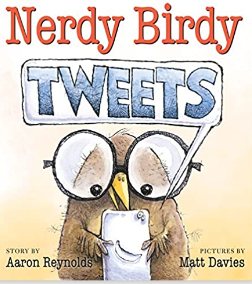 Nerdy Birdy
TWEETS
STORY BY
Aaron Reynolds
PICTURES BY
Matt Davies